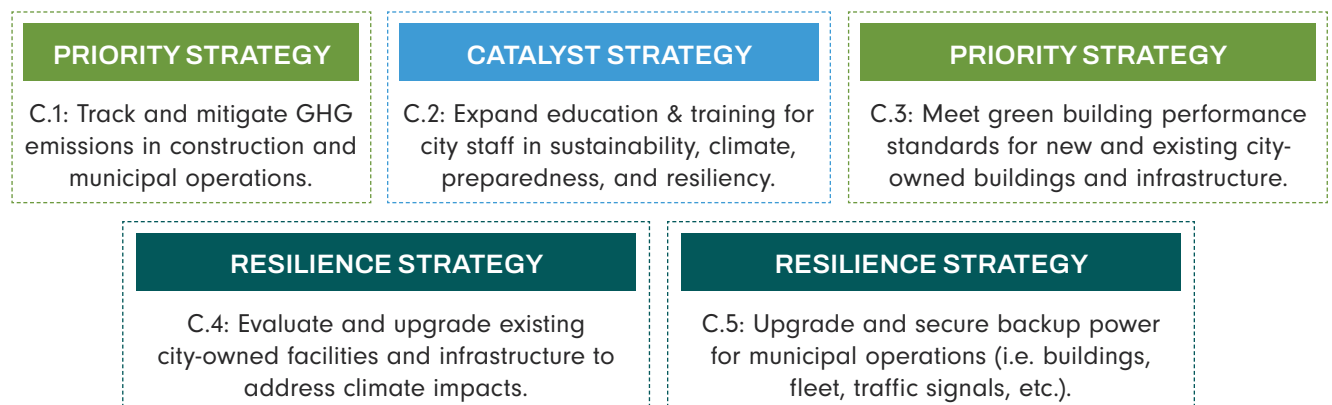 PRIORITY STRATEGY
C.1: Track and mitigate GHG
emissions in construction and
municipal operations.
CATALYST STRATEGY
C.2: Expand education & training for
city staff in sustainability, climate,
preparedness, and resiliency.
PRIORITY STRATEGY
C.3: Meet green building performance
standards for new and existing city-
owned buildings and infrastructure.
RESILIENCE STRATEGY
C.4: Evaluate and upgrade existing
city-owned facilities and infrastructure to
address climate impacts.
RESILIENCE STRATEGY
C.5: Upgrade and secure backup power
for municipal operations (i.e. buildings,
fleet, traffic signals, etc.).